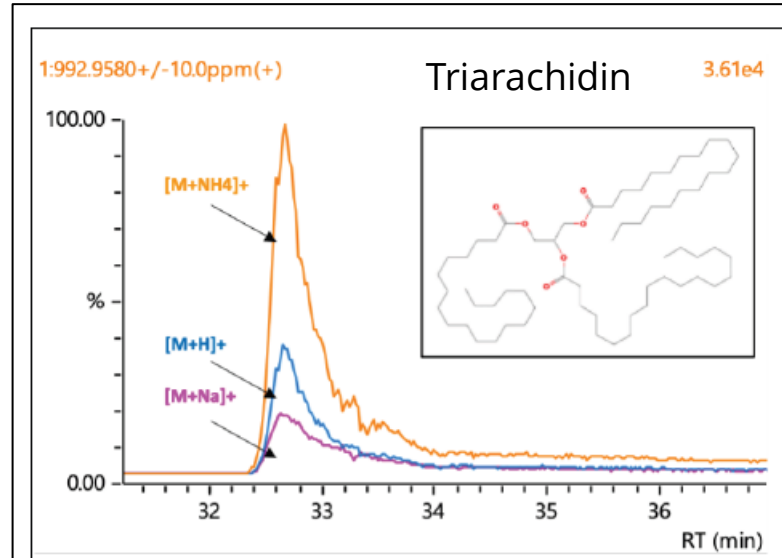 1:992.9580+/-10.0ppm(+) Triarachidin 3.61e4
100.00
[M+NH4]+
%
[M+H]+
[M+Na]+
0.00
32 33 34 35 36
RT (min)
O
O
O
O
O
O